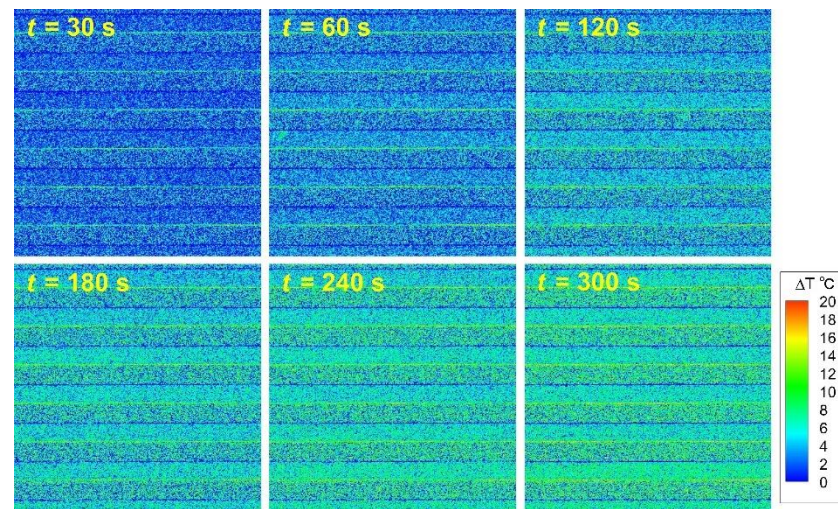 t = 30 s
t = 60 s
t = 120 s
t = 180 s
t = 240 s
t = 300 s
ΔT °C
20
18
16
14
12
10
8
6
4
2
0